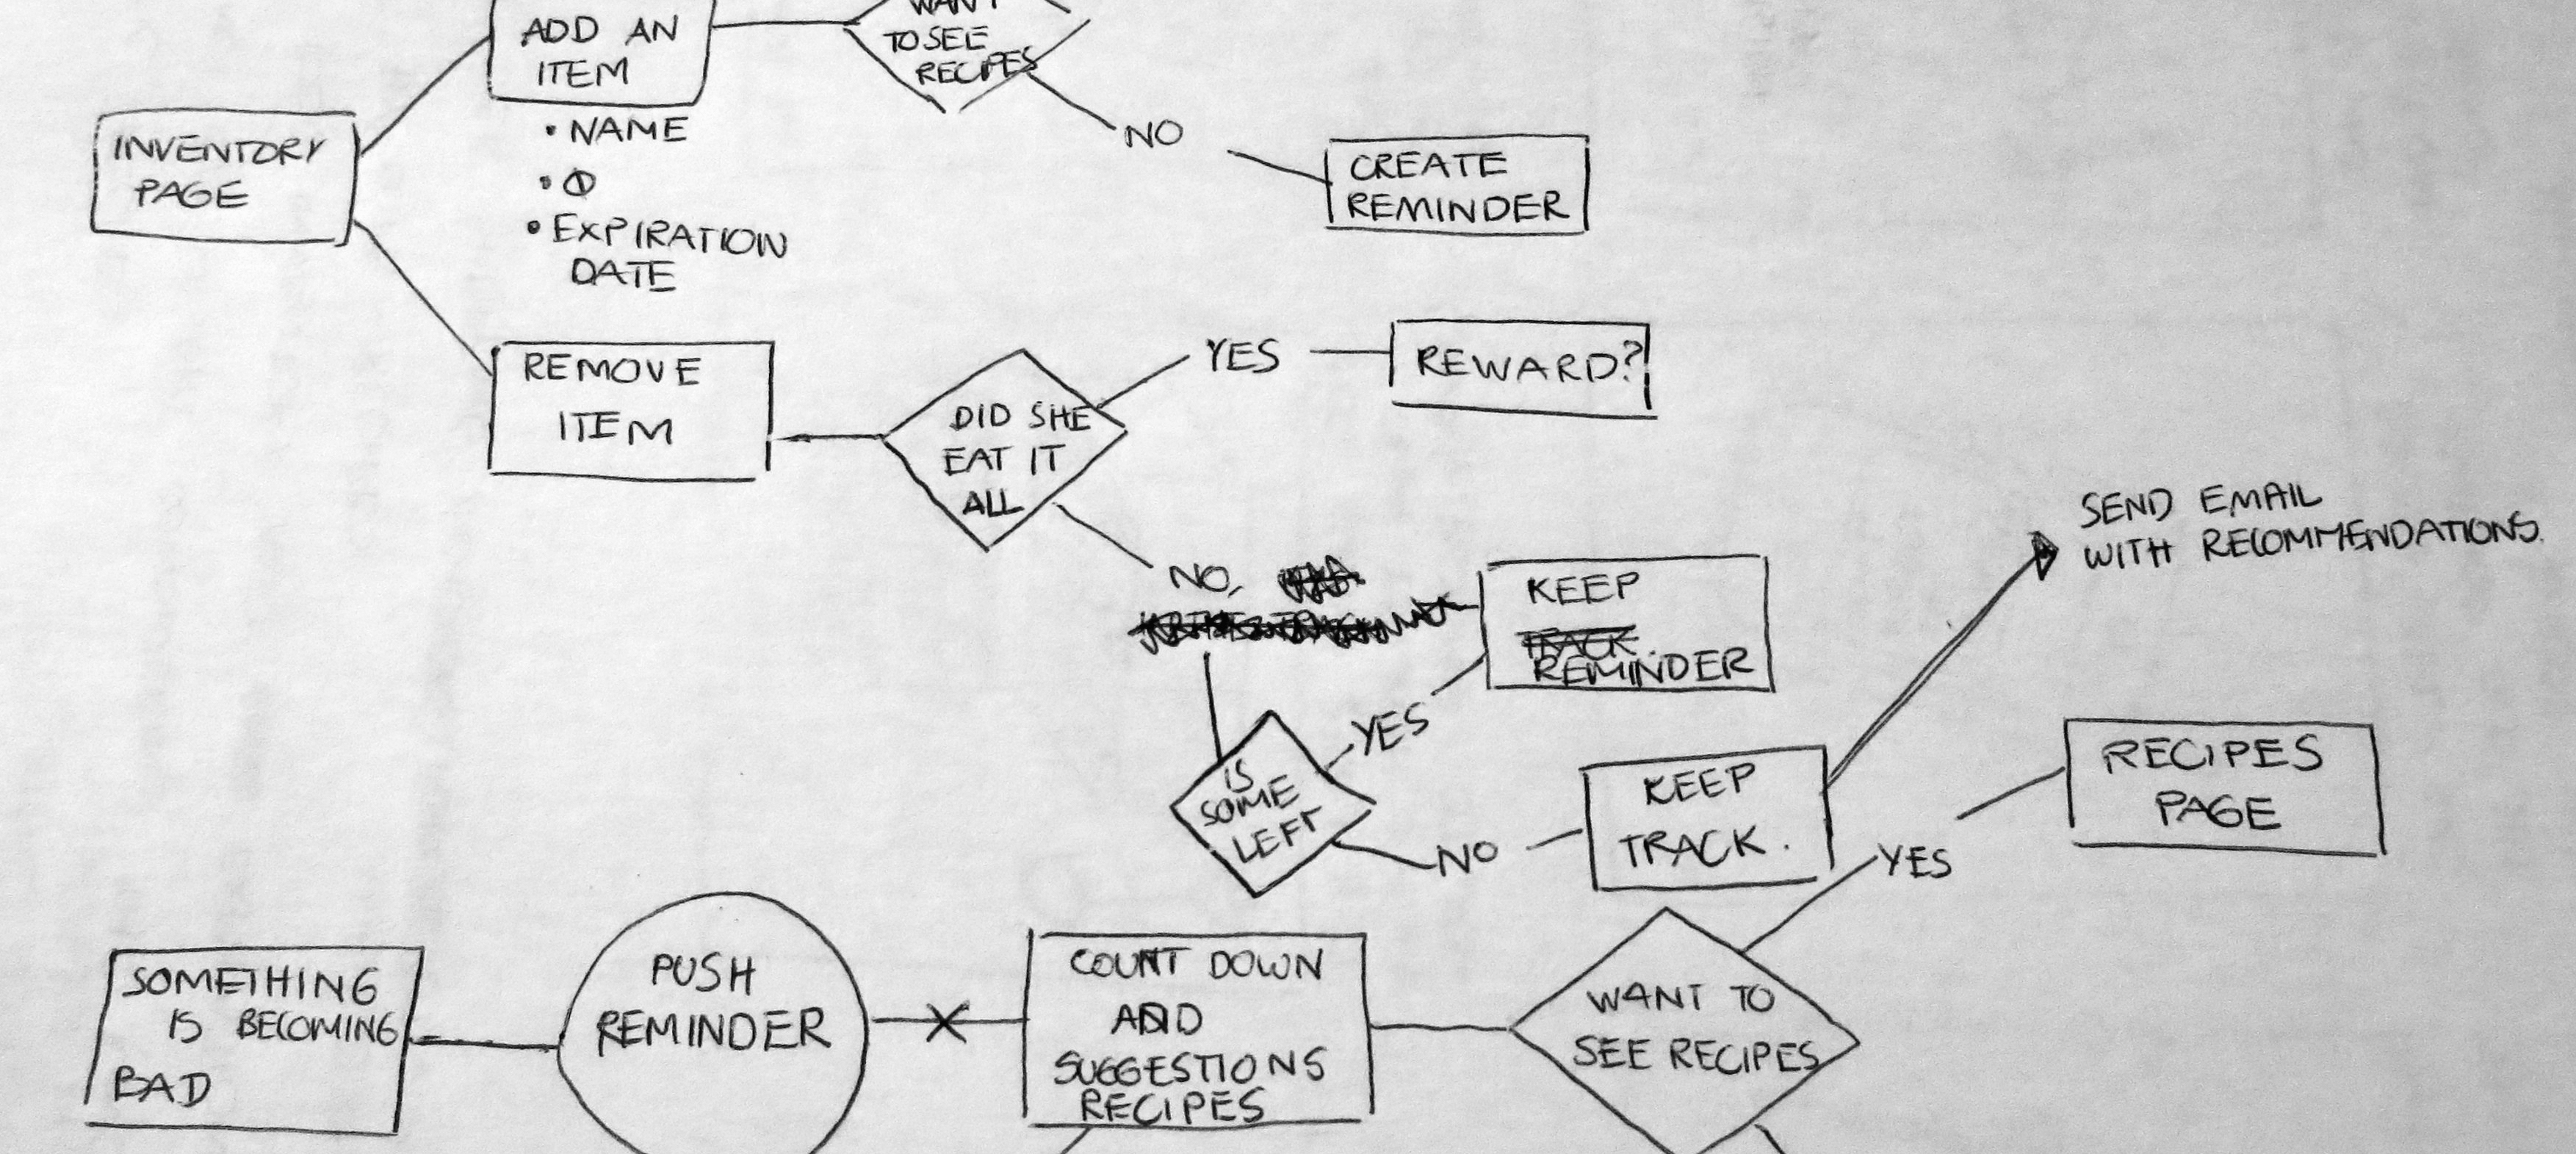 WANT
TO SEE
RECIPES
ADD AN
ITEM
• NAME
•
• EXPIRATION
DATE
INVENTORY
PAGE
NO
CREATE
REMINDER
REMOVE
ITEM
DID SHE
EAT IT
ALL
YES
REWARD?
NO,
KEEP
TRACK
REMINDER
IS
SOME
LEFT
YES
NO
KEEP
TRACK.
SEND EMAIL
WITH RECOMMENDATIONS.
SOMETHING
IS BECOMING
BAD
PUSH
REMINDER
COUNT DOWN
AND
SUGGESTIONS
RECIPES
WANT TO
SEE RECIPES
YES
RECIPES
PAGE